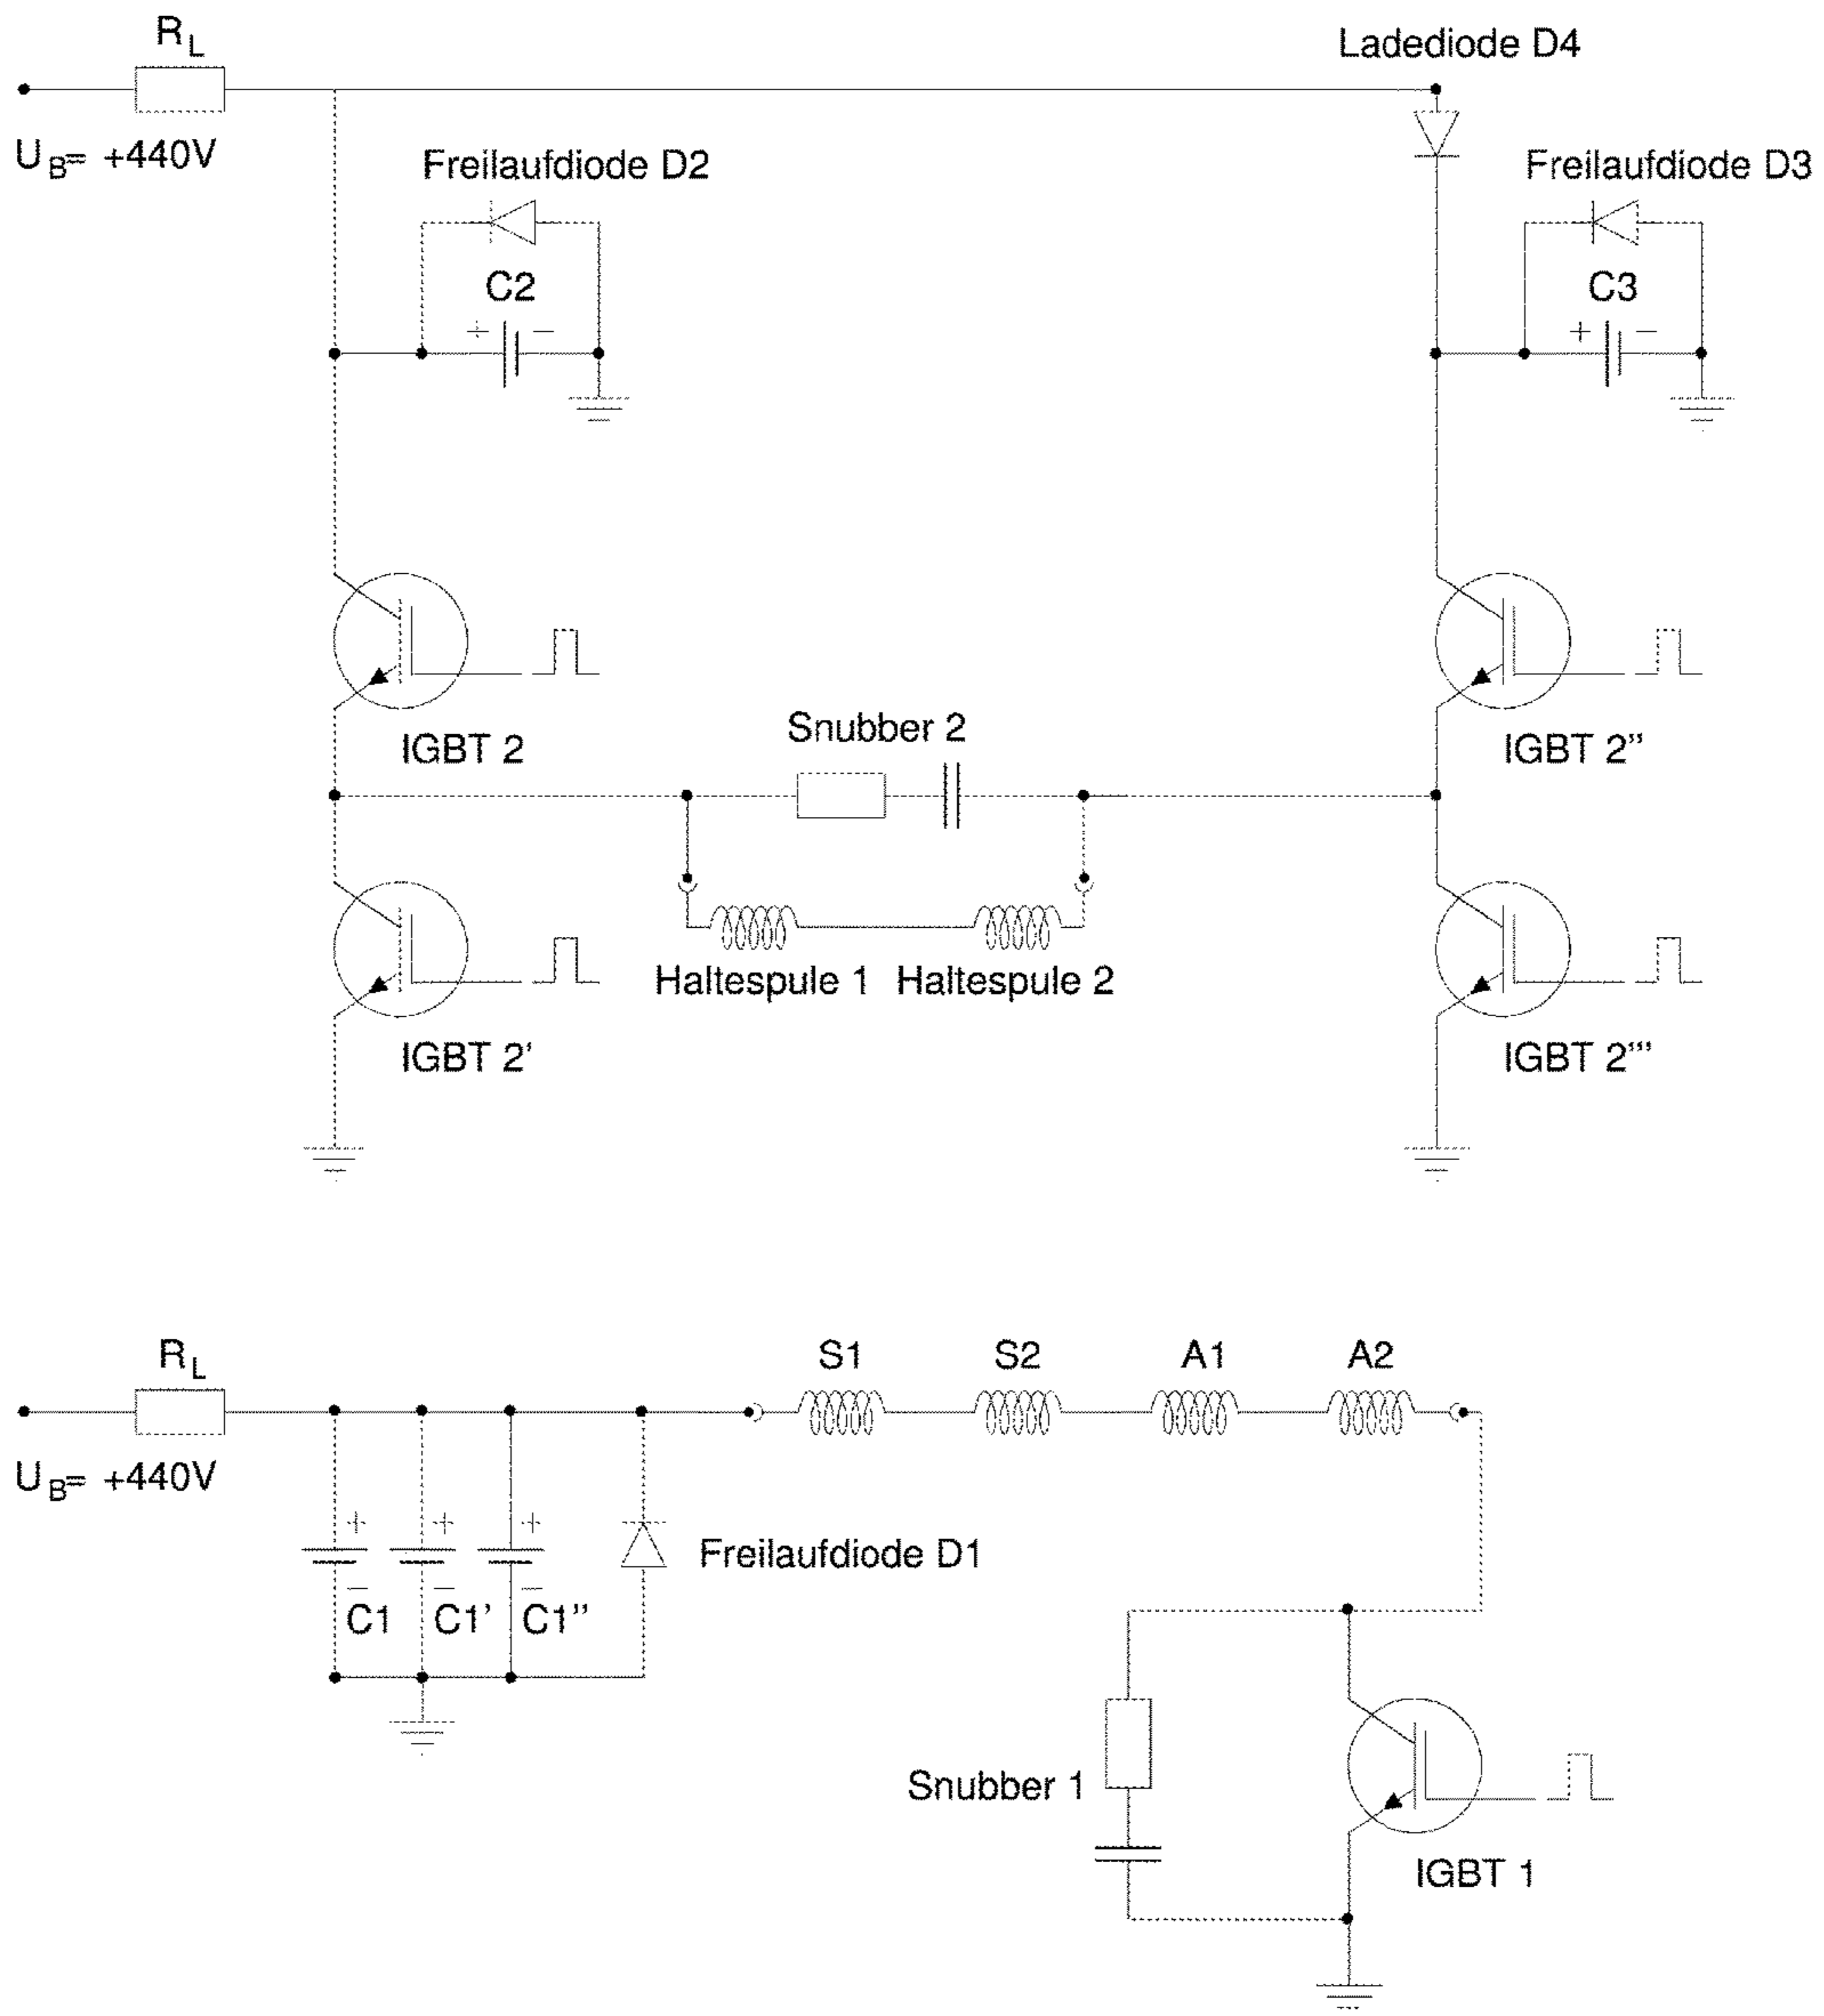 R_L
Ladediode D4
U_B= +440V
Freilaufdiode D2
Freilaufdiode D3
C2
C3
+ −
+ −
IGBT 2
Snubber 2
IGBT 2''
Haltespule 1 Haltespule 2
IGBT 2'
IGBT 2'''
R_L
S1 S2 A1 A2
U_B= +440V
+ + +
Freilaufdiode D1
− − −
C1 C1' C1''
Snubber 1
IGBT 1